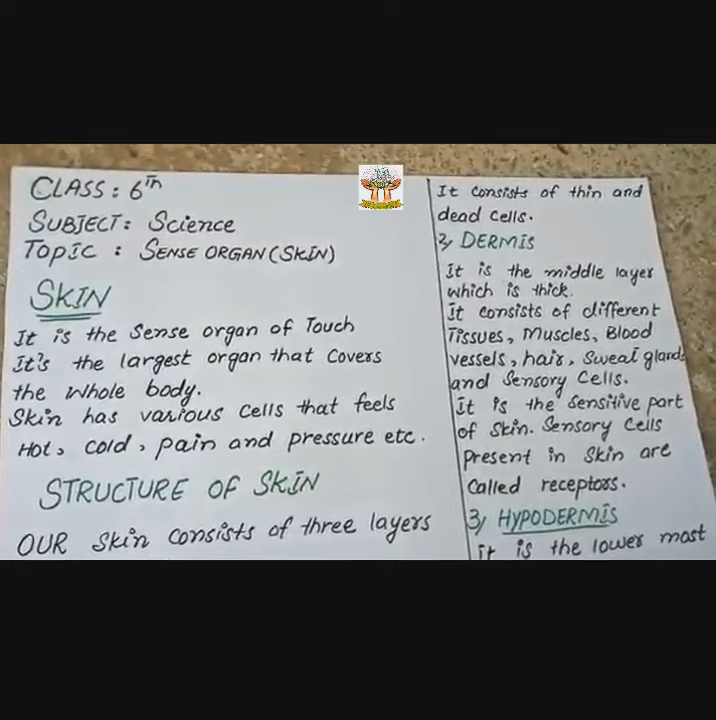 CLASS: 6th
SUBJECT: Science
TOPIC : SENSE ORGAN (SKIN)
SKIN
It is the sense organ of Touch
It's the largest organ that covers
the whole body.
Skin has various cells that feels
Hot, cold, pain and pressure etc.
STRUCTURE OF SKIN
OUR skin consists of three layers
It consists of thin and
dead cells.
2) DERMIS
It is the middle layer
which is thick.
It consists of different
Tissues, Muscles, Blood
vessels, hair, sweat glands
and sensory cells.
It is the sensitive part
of skin. Sensory cells
present in skin are
called receptors.
3) HYPODERMIS
it is the lower most